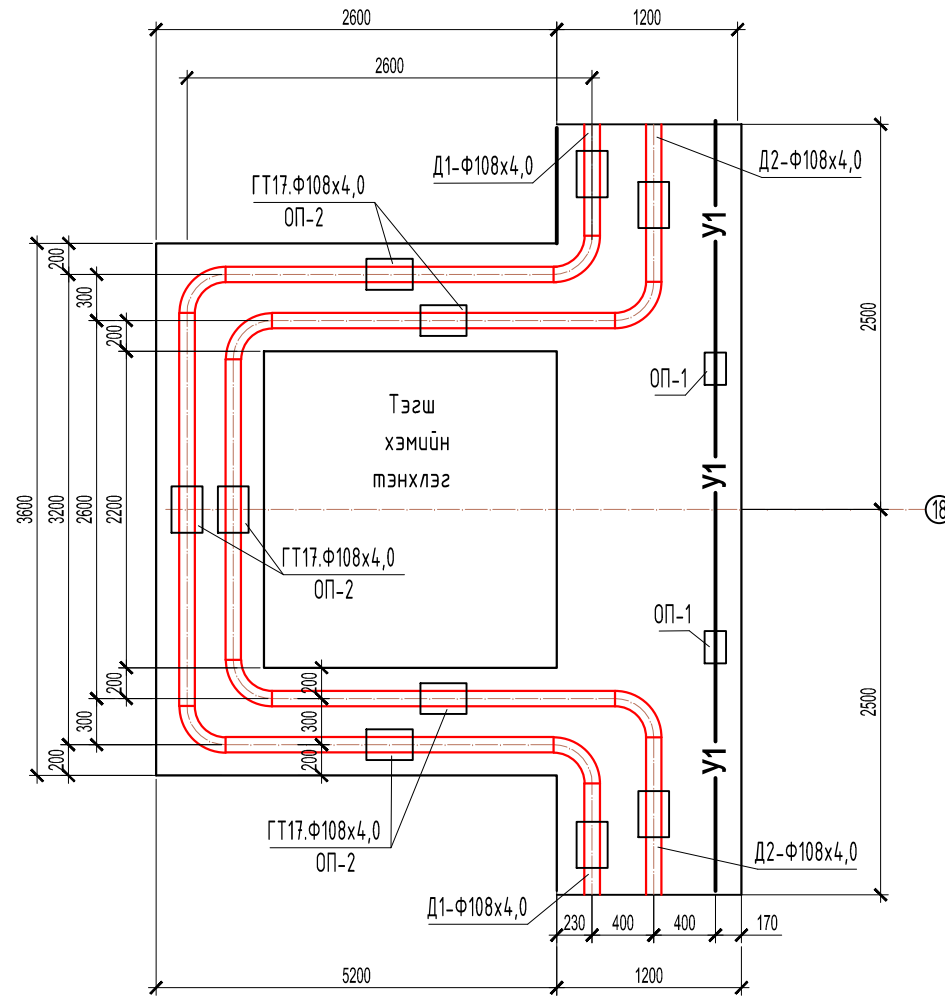 2600
1200
2600
Д1-Ф108х4,0
Д2-Ф108х4,0
ГТ17.Ф108х4,0
ОП-2
У1
200
300
200
2500
ОП-1
Тэгш
хэмийн
тэнхлэг
У1
3600
3200
2600
2200
18
ГТ17.Ф108х4,0
ОП-2
ОП-1
200
200
300
300
200
200
2500
У1
ГТ17.Ф108х4,0
ОП-2
Д2-Ф108х4,0
Д1-Ф108х4,0
230
400
400
170
5200
1200